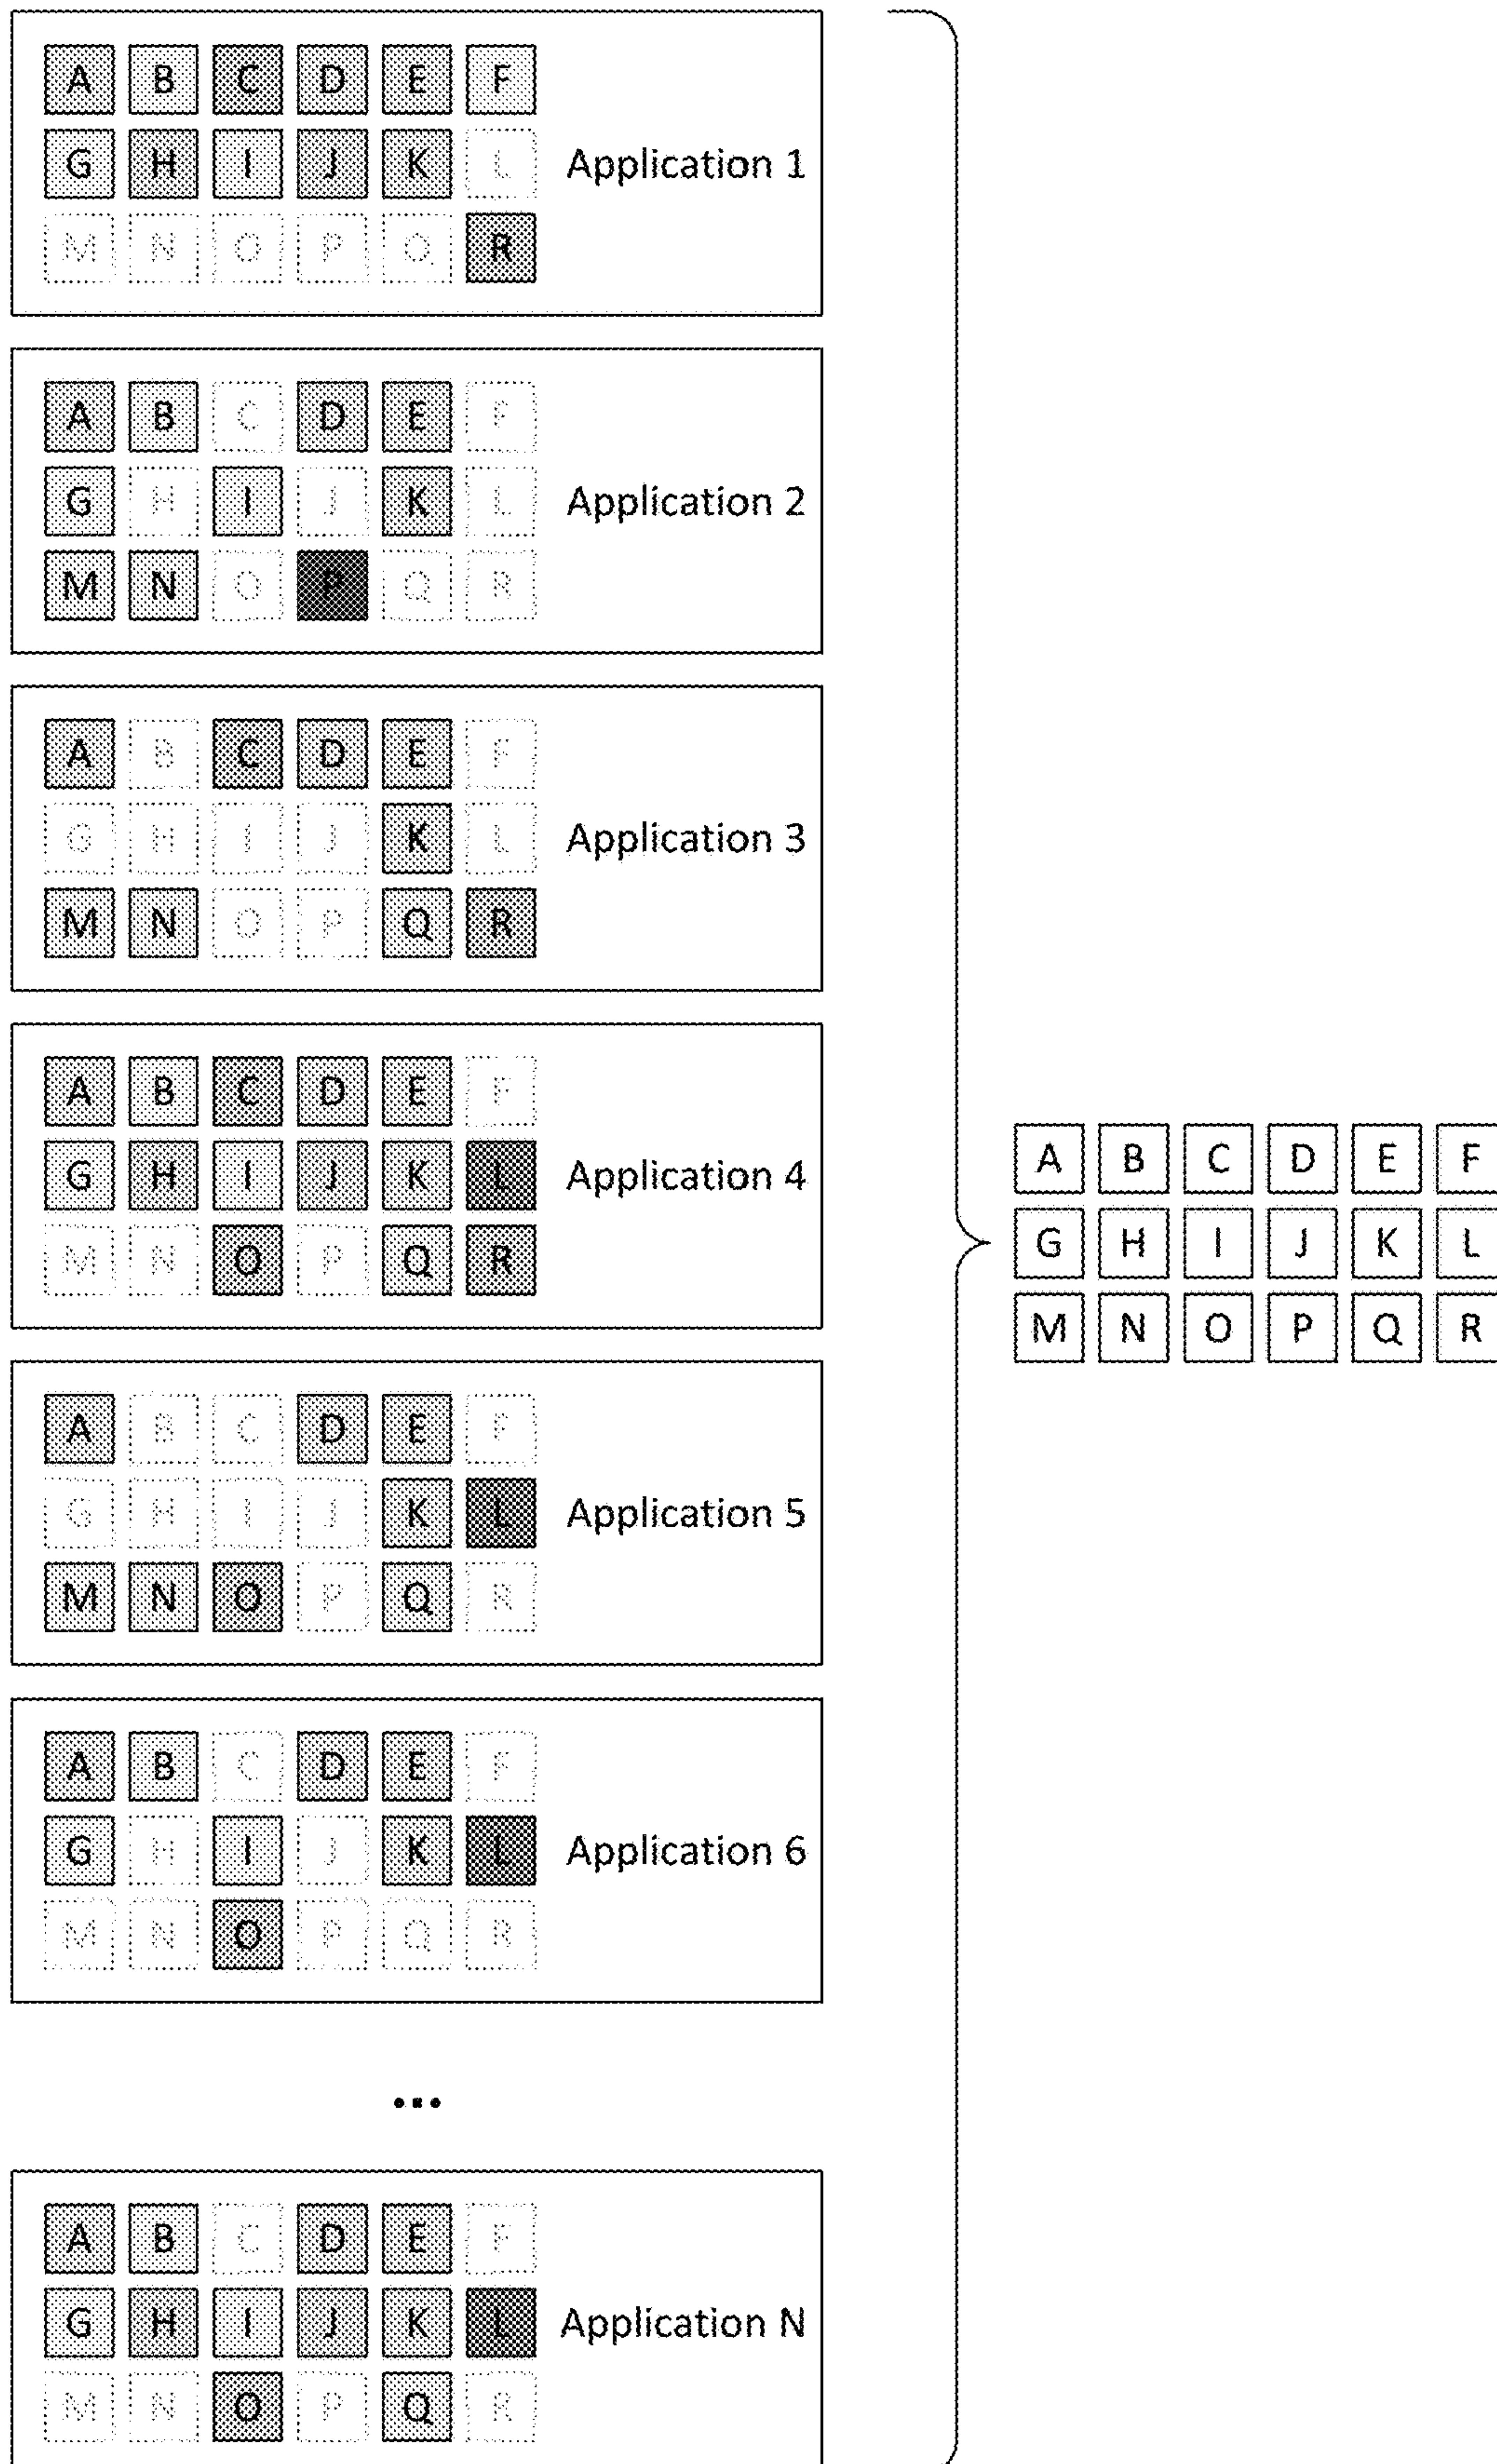 A B C D E F
G H I J K L Application 1
M N O P Q R
A B C D E F
G H I J K L Application 2
M N O P Q R
A B C D E F
G H I J K L Application 3
M N O P Q R
A B C D E F
G H I J K L Application 4
M N O P Q R
A B C D E F
G H I J K L Application 5
M N O P Q R
A B C D E F
G H I J K L Application 6
M N O P Q R
...
A B C D E F
G H I J K L Application N
M N O P Q R
A B C D E F
G H I J K L
M N O P Q R